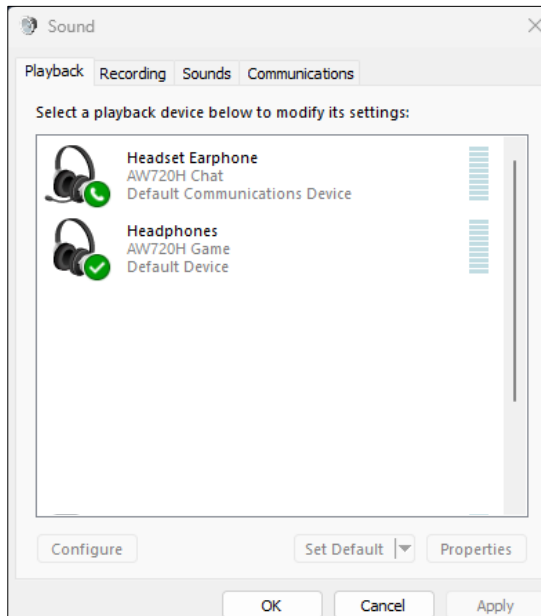 Sound
Playback
Recording
Sounds
Communications
Select a playback device below to modify its settings:
Headset Earphone
AW720H Chat
Default Communications Device
Headphones
AW720H Game
Default Device
Configure
Set Default
Properties
OK
Cancel
Apply